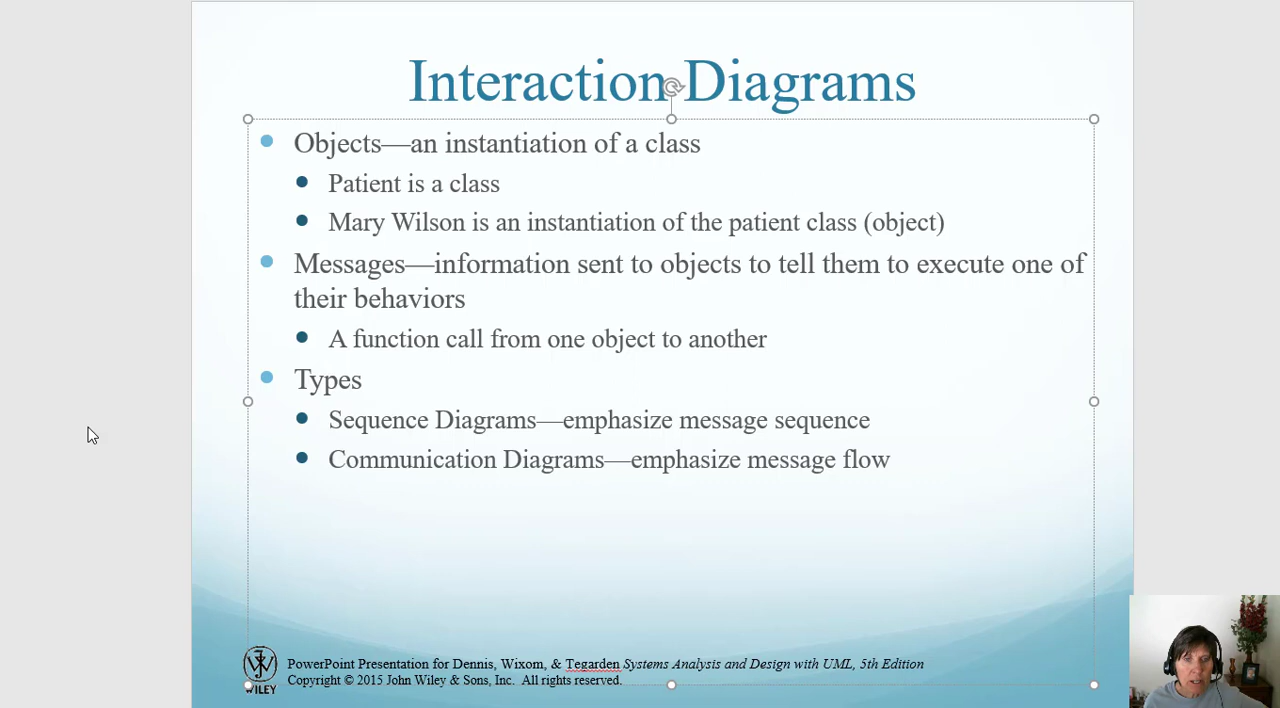 Interaction Diagrams
Objects—an instantiation of a class
Patient is a class
Mary Wilson is an instantiation of the patient class (object)
Messages—information sent to objects to tell them to execute one of
their behaviors
A function call from one object to another
Types
Sequence Diagrams—emphasize message sequence
Communication Diagrams—emphasize message flow
WILEY
PowerPoint Presentation for Dennis, Wixom, & Tegarden Systems Analysis and Design with UML, 5th Edition
Copyright © 2015 John Wiley & Sons, Inc. All rights reserved.